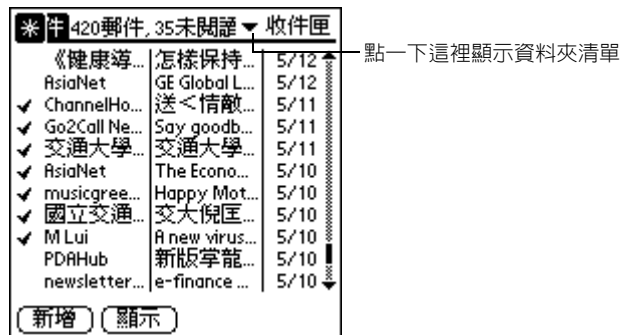 牛 420郵件, 35未閱讀 收件匣
點一下這裡顯示資料夾清單
《健康導... 怎樣保持... 5/12
AsiaNet GE Global L... 5/12
✓ ChannelHo... 送<情敵... 5/11
✓ Go2Call Ne... Say goodb... 5/11
✓ 交通大學... 交通大學... 5/11
✓ AsiaNet The Econo... 5/10
✓ musicgree... Happy Mot... 5/10
✓ 國立交通... 交大倪匡... 5/10
✓ M Lui A new virus... 5/10
PDAHub 新版掌龍... 5/10
newsletter... e-finance ... 5/10
新增 顯示